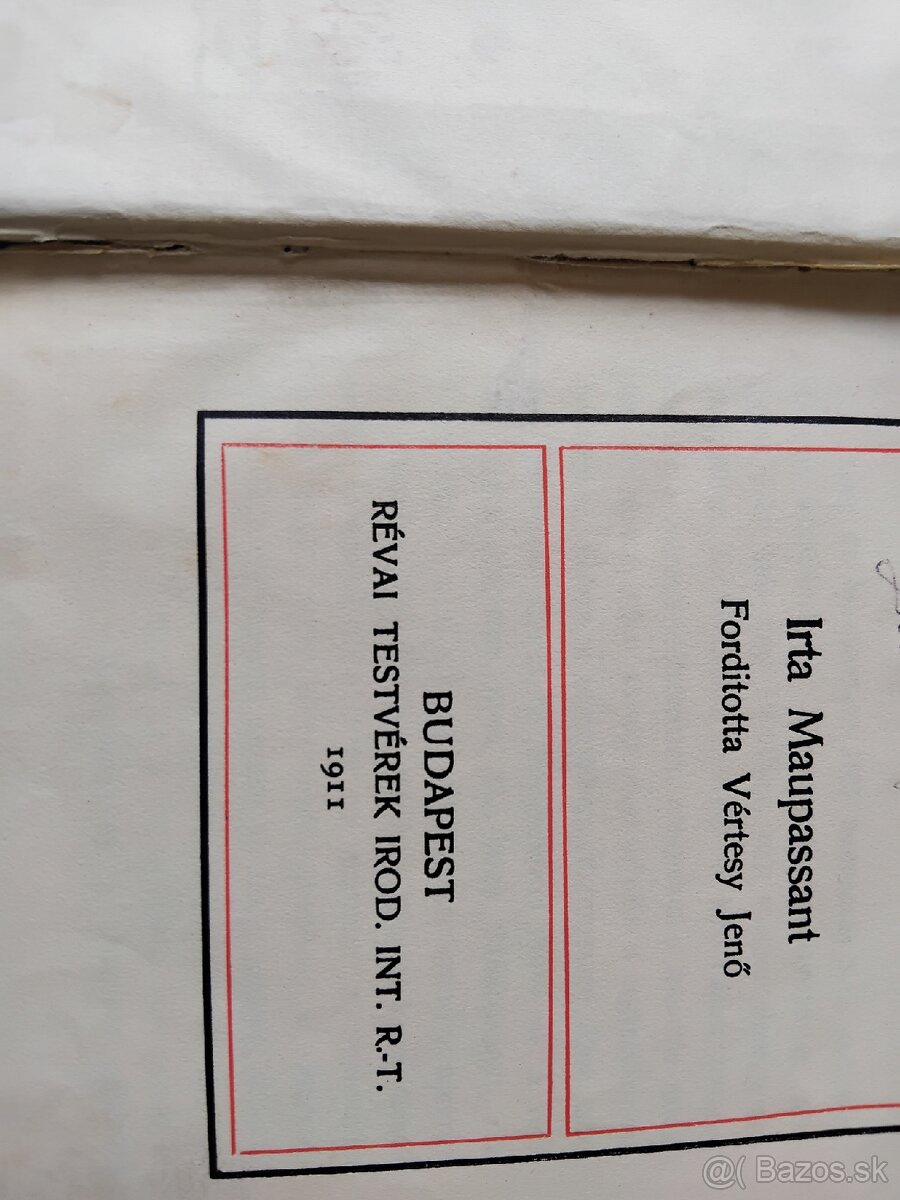 Irta Maupassant
Forditotta Vértesy Jenő
BUDAPEST
RÉVAI TESTVÉREK IROD. INT. R.-T.
1911
@( Bazos.sk